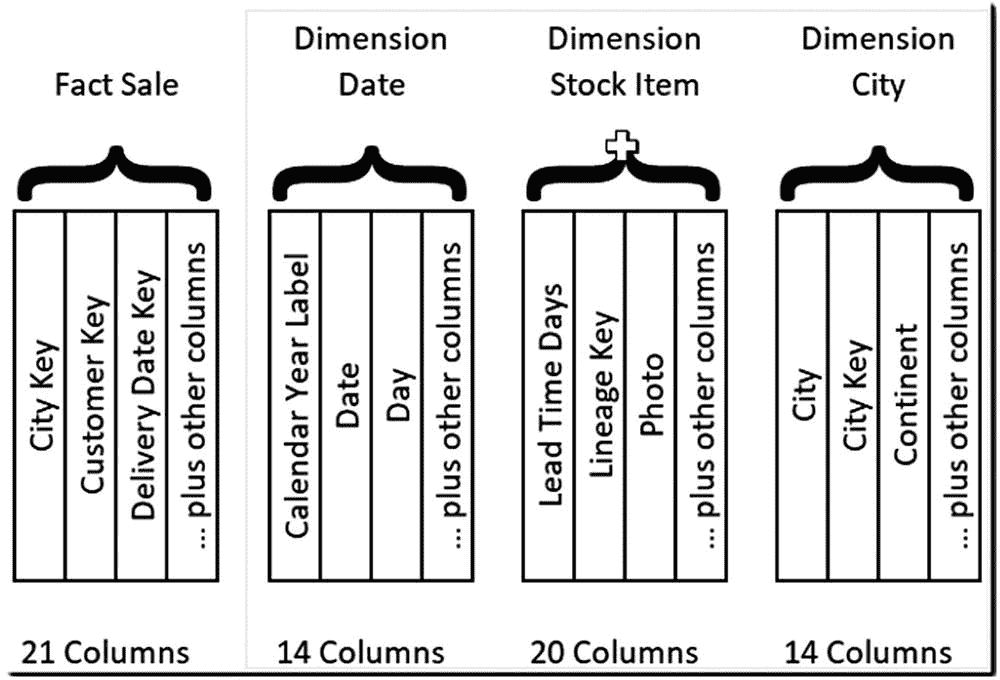 Fact Sale
Dimension
Date
Dimension
Stock Item
Dimension
City
City Key
Customer Key
Delivery Date Key
... plus other columns
Calendar Year Label
Date
Day
... plus other columns
Lead Time Days
Lineage Key
Photo
... plus other columns
City
City Key
Continent
... plus other columns
21 Columns
14 Columns
20 Columns
14 Columns